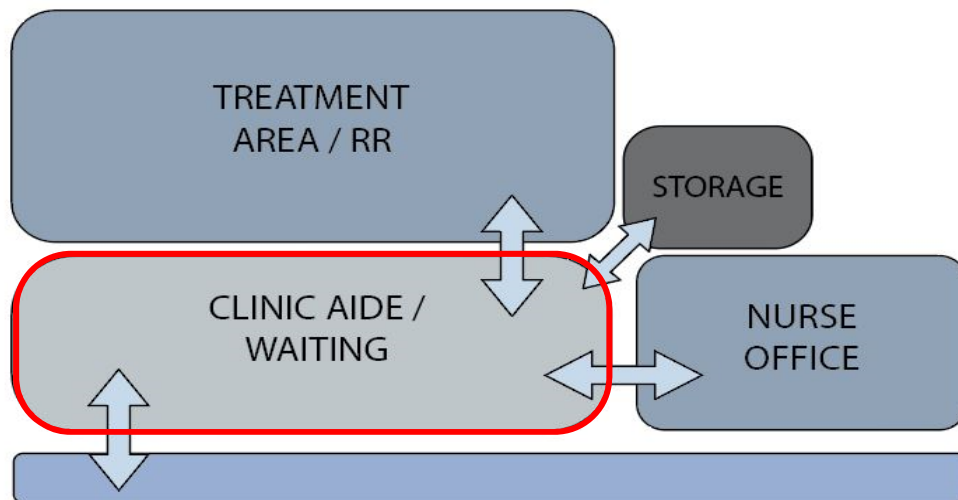 TREATMENT
AREA / RR
STORAGE
CLINIC AIDE /
WAITING
NURSE
OFFICE